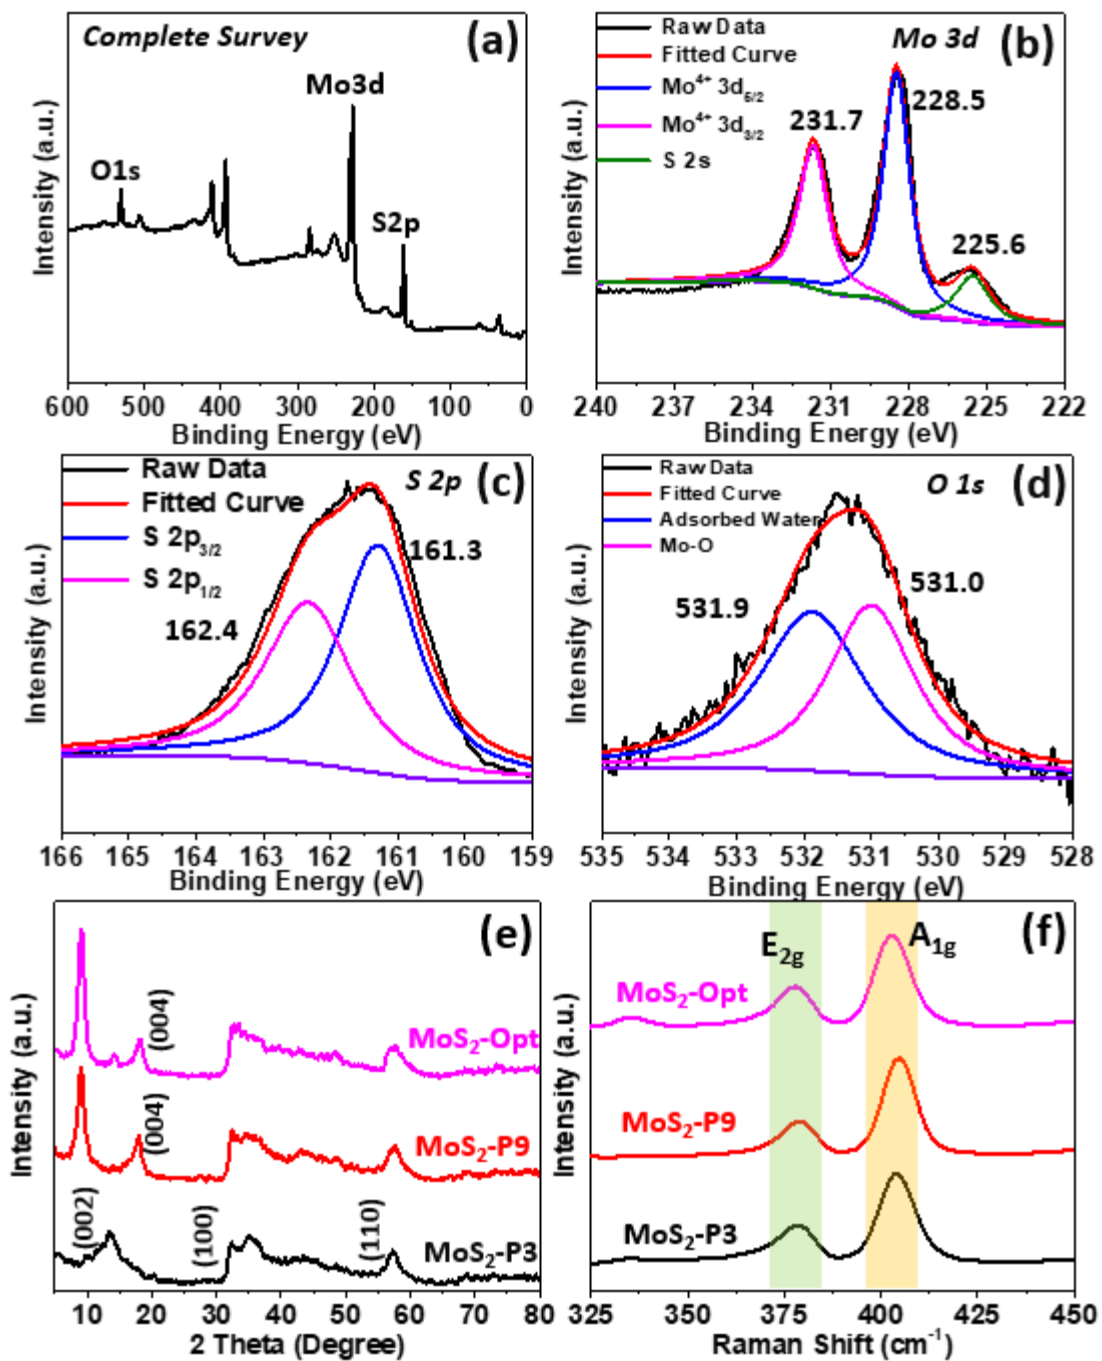 Complete Survey
(a)
Mo3d
O1s
S2p
Intensity (a.u.)
600 500 400 300 200 100 0
Binding Energy (eV)
Raw Data
Fitted Curve
Mo⁴⁺ 3d₅/₂
Mo⁴⁺ 3d₃/₂
S 2s
Mo 3d
(b)
231.7
228.5
225.6
Intensity (a.u.)
240 237 234 231 228 225 222
Binding Energy (eV)
Raw Data
Fitted Curve
S 2p₃/₂
S 2p₁/₂
S 2p
(c)
161.3
162.4
Intensity (a.u.)
166 165 164 163 162 161 160 159
Binding Energy (eV)
Raw Data
Fitted Curve
Adsorbed Water
Mo-O
O 1s
(d)
531.9
531.0
Intensity (a.u.)
535 534 533 532 531 530 529 528
Binding Energy (eV)
(e)
(004)
MoS₂-Opt
(004)
MoS₂-P9
(002)
(100)
(110)
MoS₂-P3
Intensity (a.u.)
10 20 30 40 50 60 70 80
2 Theta (Degree)
E₂g
A₁g
(f)
MoS₂-Opt
MoS₂-P9
MoS₂-P3
Intensity (a.u.)
325 350 375 400 425 450
Raman Shift (cm⁻¹)